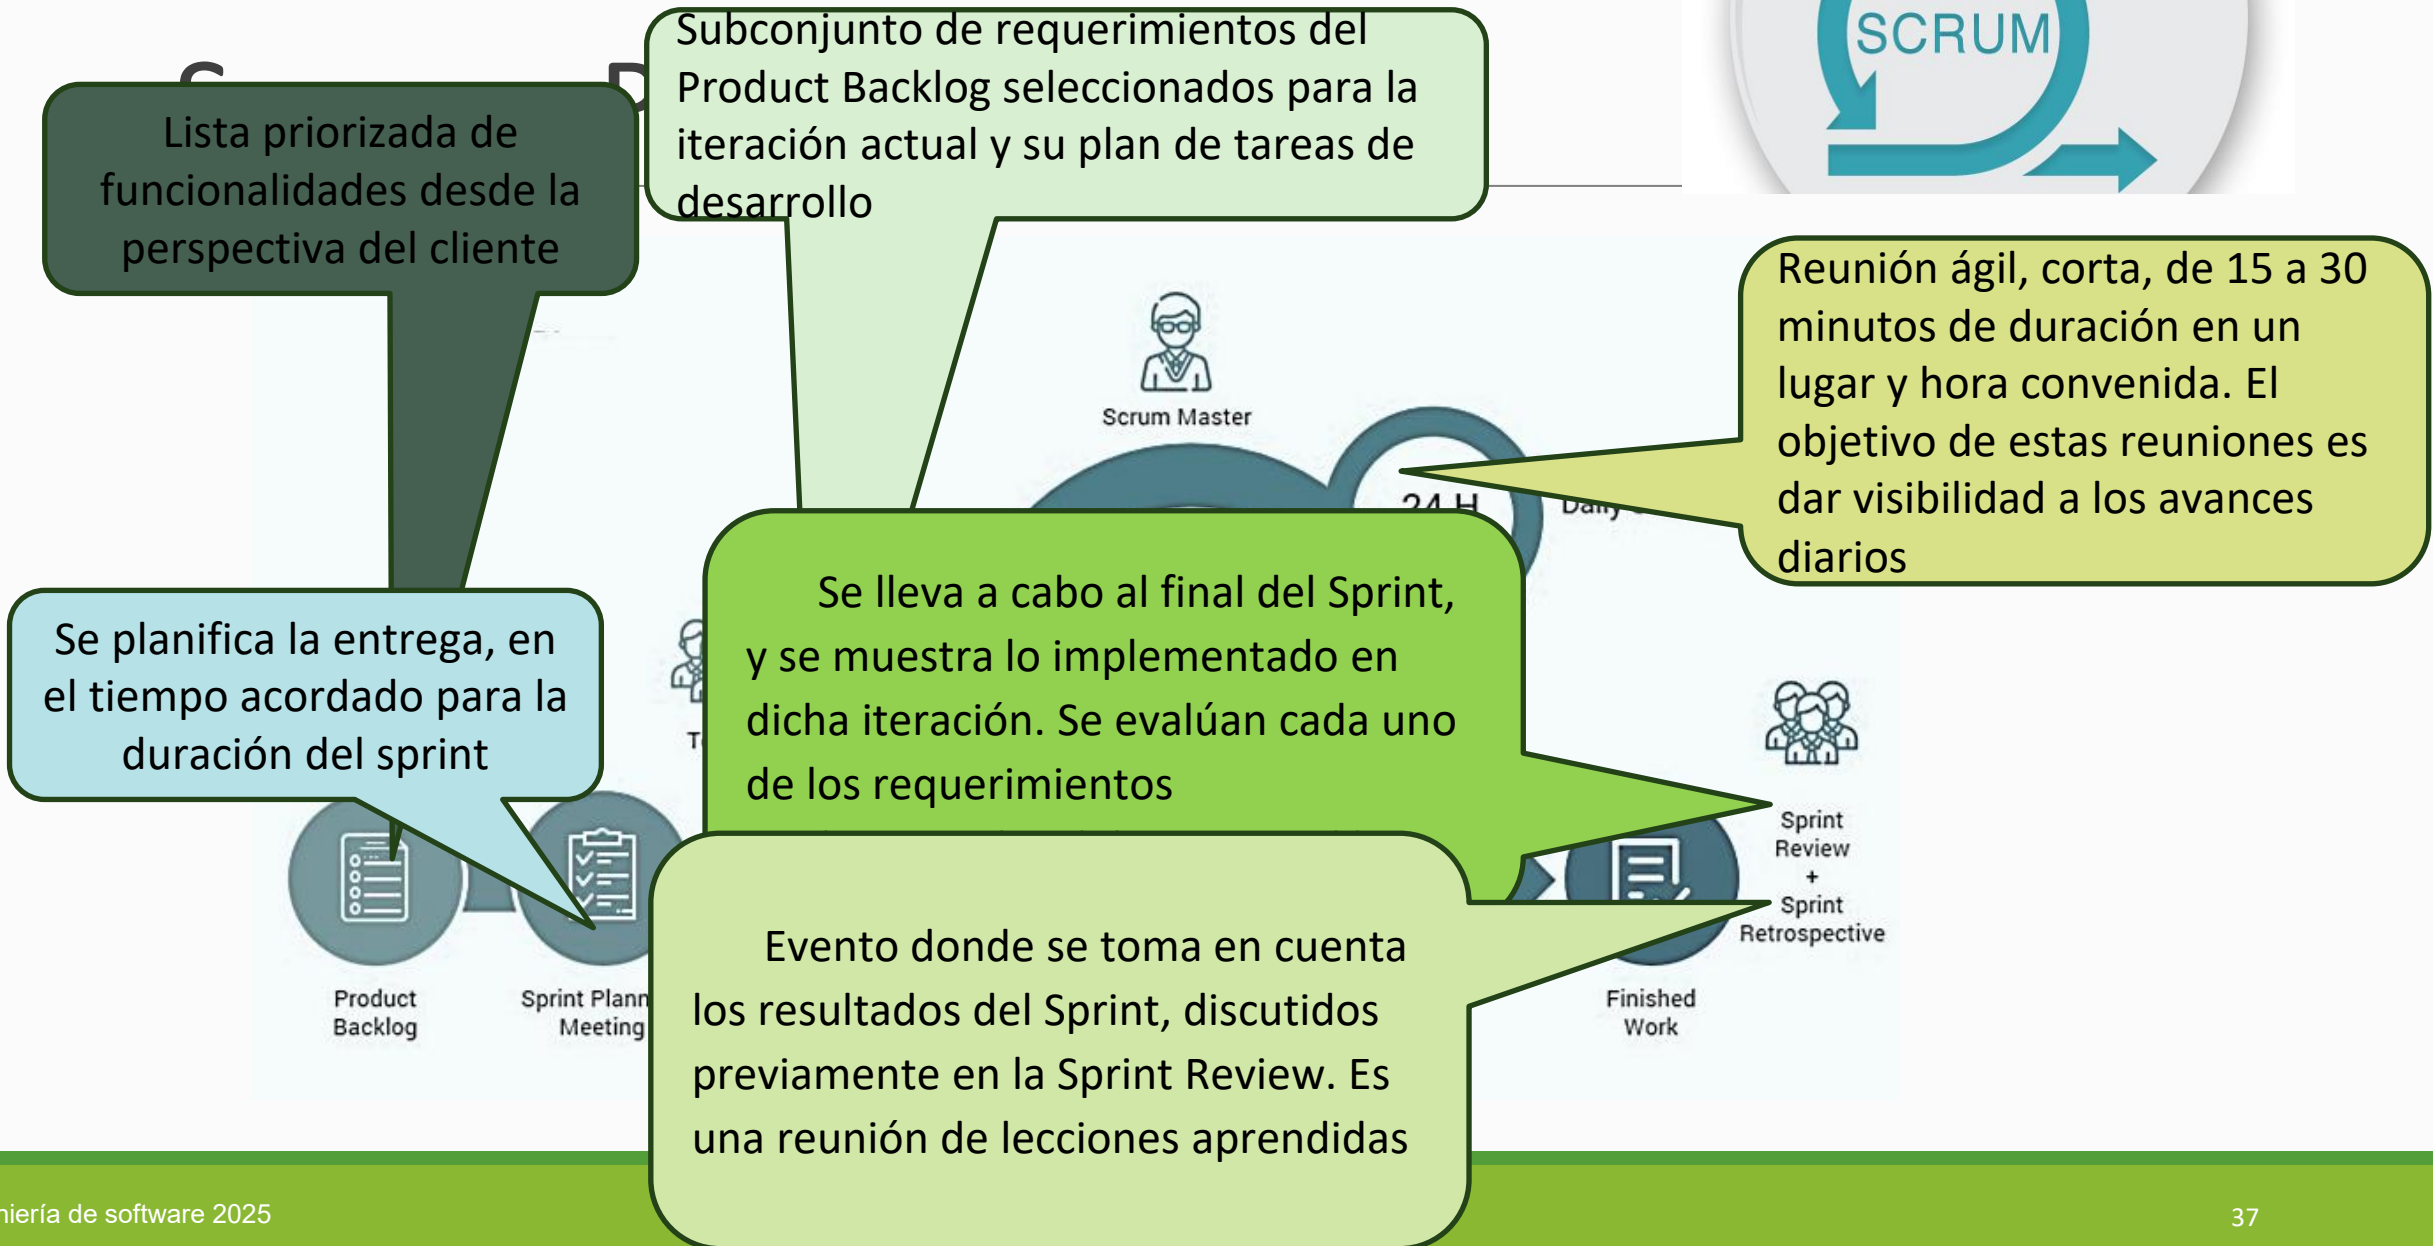 Subconjunto de requerimientos del
Product Backlog seleccionados para la
iteración actual y su plan de tareas de
desarrollo
SCRUM
Lista priorizada de
funcionalidades desde la
perspectiva del cliente
Reunión ágil, corta, de 15 a 30
minutos de duración en un
lugar y hora convenida. El
objetivo de estas reuniones es
dar visibilidad a los avances
diarios
Scrum Master
24 H
Daily
Se planifica la entrega, en
el tiempo acordado para la
duración del sprint
Se lleva a cabo al final del Sprint,
y se muestra lo implementado en
dicha iteración. Se evalúan cada uno
de los requerimientos
Sprint
Review
+
Sprint
Retrospective
Evento donde se toma en cuenta
los resultados del Sprint, discutidos
previamente en la Sprint Review. Es
una reunión de lecciones aprendidas
Product
Backlog
Sprint Plann
Meeting
Finished
Work
niería de software 2025
37